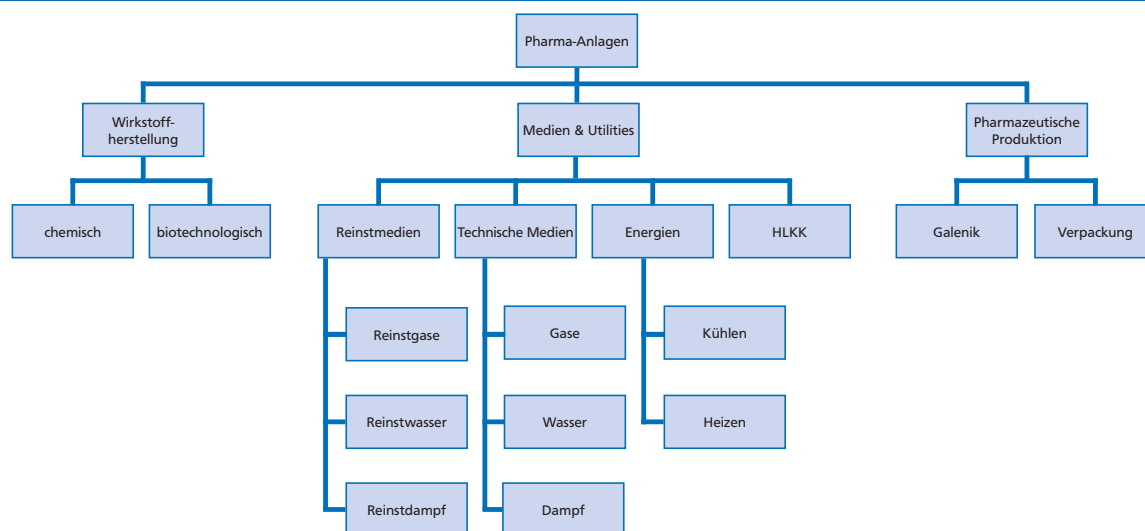 Pharma-Anlagen
Wirkstoff-
herstellung
Medien & Utilities
Pharmazeutische
Produktion
chemisch
biotechnologisch
Reinstmedien
Technische Medien
Energien
HLKK
Galenik
Verpackung
Reinstgase
Gase
Kühlen
Reinstwasser
Wasser
Heizen
Reinstdampf
Dampf